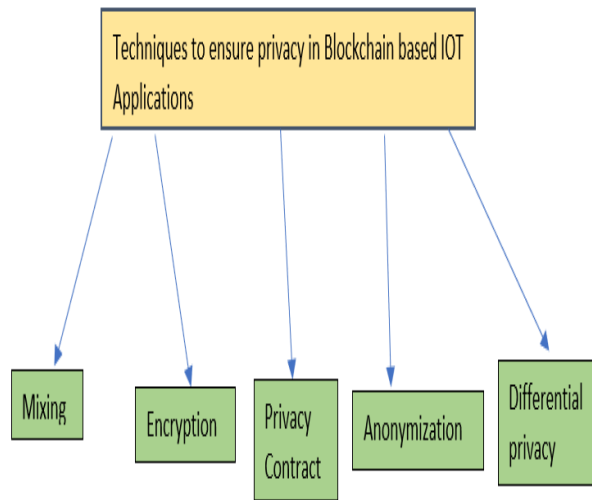 Techniques to ensure privacy in Blockchain based IOT
Applications
Mixing
Encryption
Privacy
Contract
Anonymization
Differential
privacy